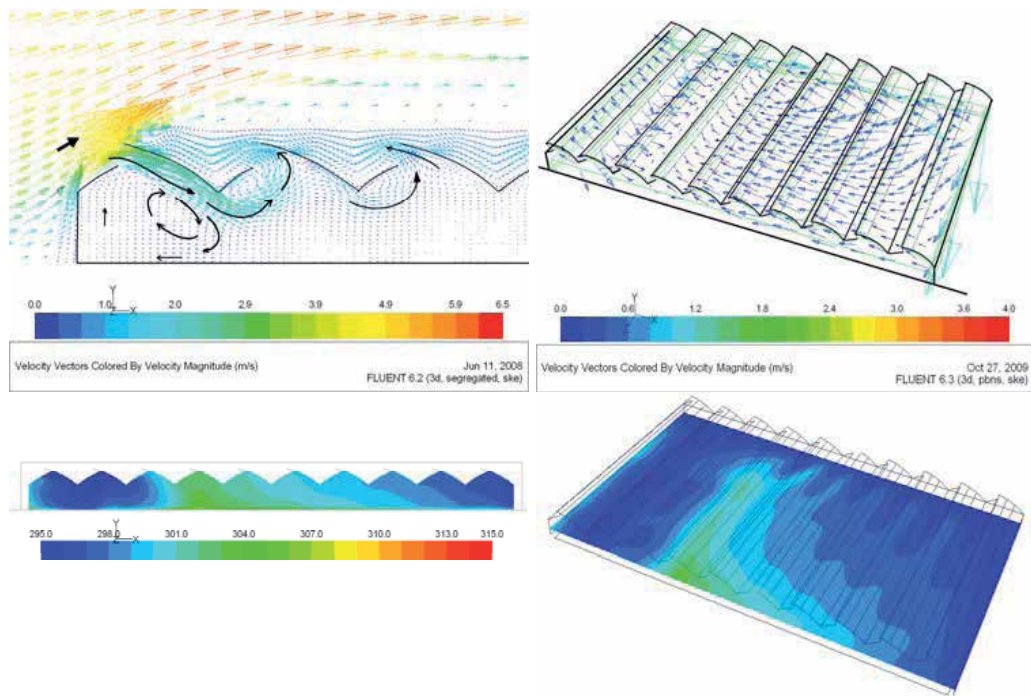 0.0 1.0 2.0 2.9 3.9 4.9 5.9 6.5
Y
Z X
Velocity Vectors Colored By Velocity Magnitude (m/s) Jun 11, 2008
FLUENT 6.2 (3d, segregated, ske)
0.0 0.6 1.2 1.8 2.4 2.8 3.3 4.0
Y
X
Velocity Vectors Colored By Velocity Magnitude (m/s) Oct 27, 2009
FLUENT 6.3 (3d, pbns, ske)
295.0 298.0 301.0 304.0 307.0 310.0 313.0 315.0
Y
Z X